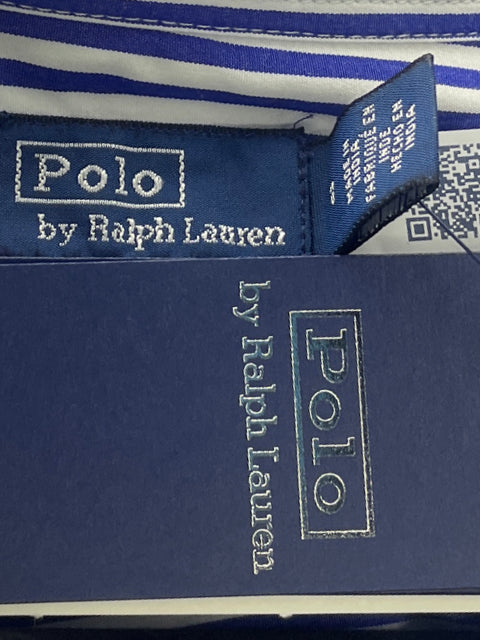 Polo
by Ralph Lauren
L
MADE IN
INDIA
FABRIQUÉ EN
INDE
HECHO EN
INDIA
Polo
by Ralph Lauren